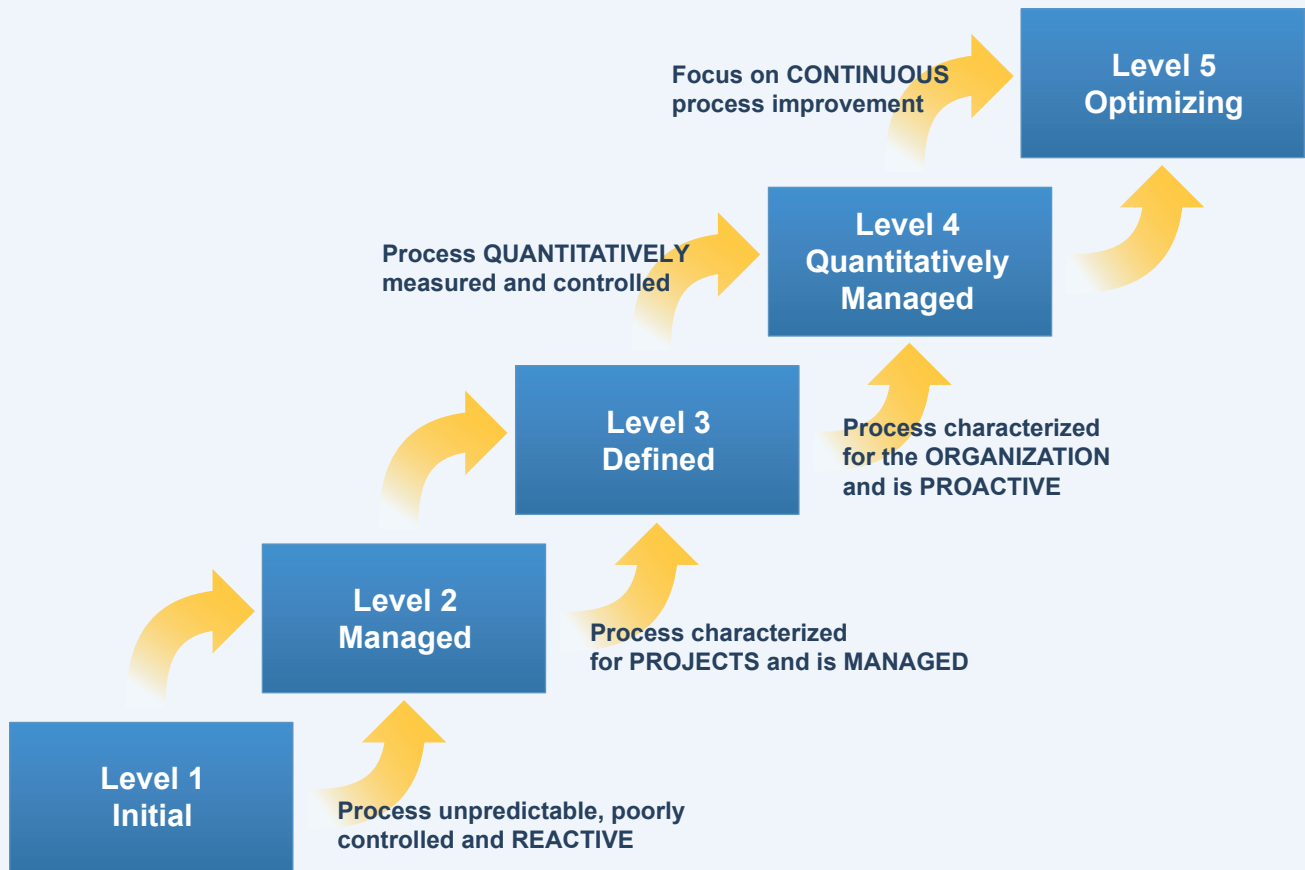 Focus on CONTINUOUS
process improvement
Level 5
Optimizing
Process QUANTITATIVELY
measured and controlled
Level 4
Quantitatively
Managed
Level 3
Defined
Process characterized
for the ORGANIZATION
and is PROACTIVE
Level 2
Managed
Process characterized
for PROJECTS and is MANAGED
Level 1
Initial
Process unpredictable, poorly
controlled and REACTIVE